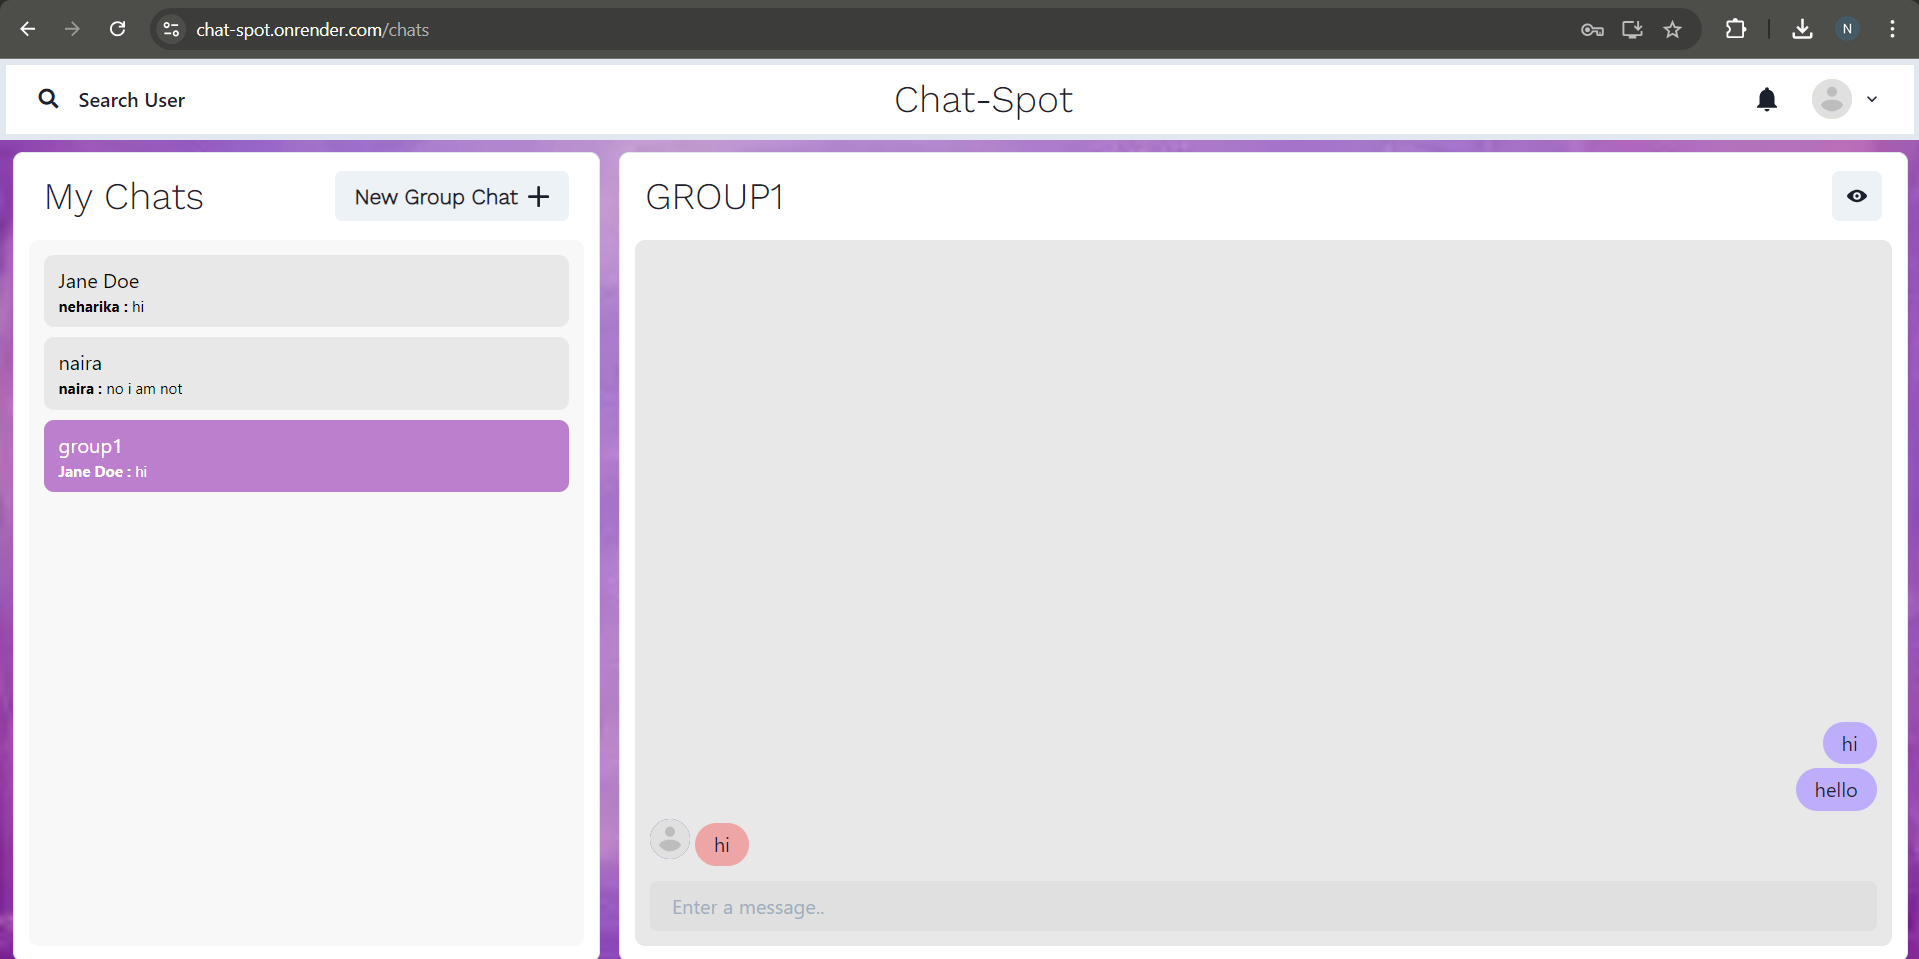 chat-spot.onrender.com/chats
N
Search User
Chat-Spot
My Chats
New Group Chat
Jane Doe
neharika : hi
naira
naira : no i am not
group1
Jane Doe : hi
GROUP1
hi
hello
hi
Enter a message..